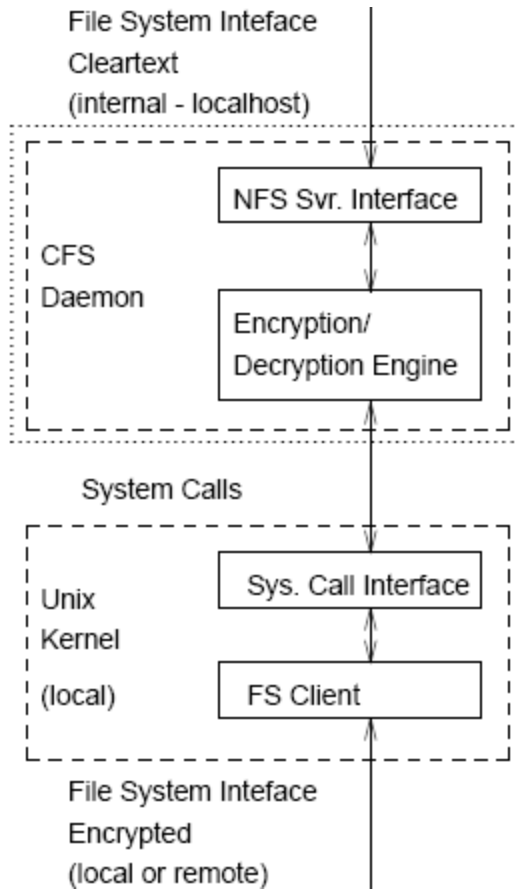 File System Inteface
Cleartext
(internal - localhost)
NFS Svr. Interface
CFS
Daemon
Encryption/
Decryption Engine
System Calls
Sys. Call Interface
Unix
Kernel
(local)
FS Client
File System Inteface
Encrypted
(local or remote)